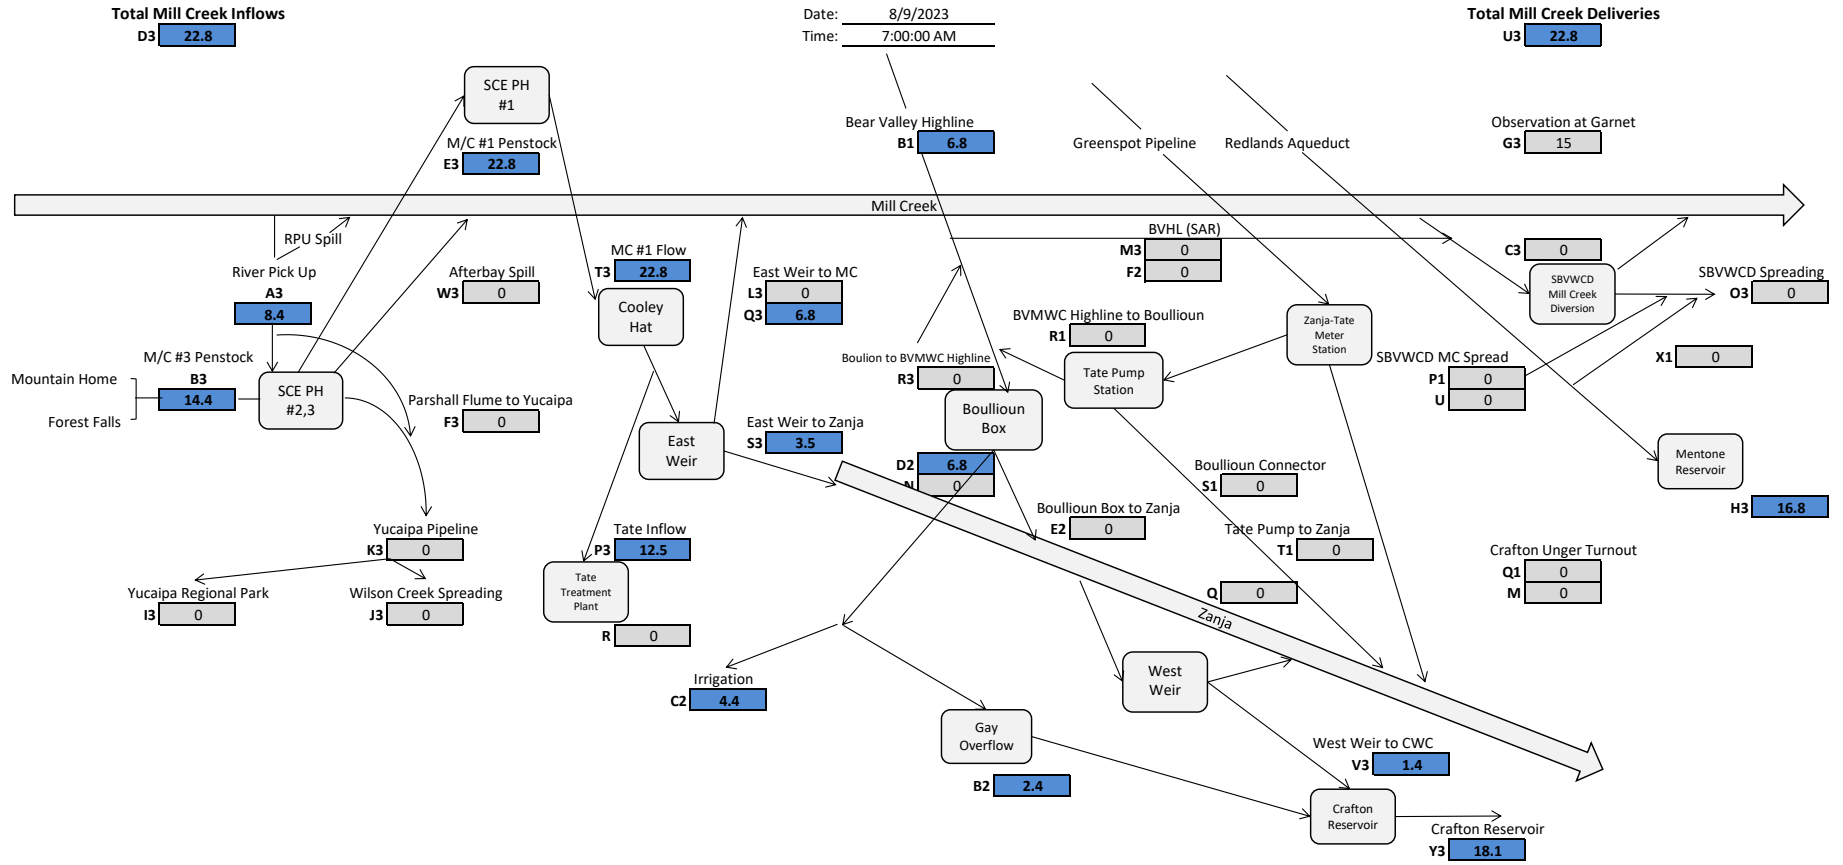 Total Mill Creek Inflows
D3 22.8
Date: 8/9/2023
Time: 7:00:00 AM
Total Mill Creek Deliveries
U3 22.8
SCE PH
#1
M/C #1 Penstock
E3 22.8
Bear Valley Highline
B1 6.8
Greenspot Pipeline
Redlands Aqueduct
Observation at Garnet
G3 15
Mill Creek
RPU Spill
River Pick Up
A3
8.4
Afterbay Spill
W3 0
MC #1 Flow
T3 22.8
Cooley
Hat
East Weir to MC
L3 0
Q3 6.8
BVHL (SAR)
M3 0
F2 0
C3 0
SBVWCD
Mill Creek
Diversion
SBVWCD Spreading
O3 0
BVMWC Highline to Boullioun
R1 0
Zanja-Tate
Meter
Station
M/C #3 Penstock
B3
14.4
Mountain Home
Forest Falls
SCE PH
#2,3
Parshall Flume to Yucaipa
F3 0
Boulion to BVMWC Highline
R3 0
Tate Pump
Station
SBVWCD MC Spread
P1 0
U 0
X1 0
Boullioun
Box
East
Weir
East Weir to Zanja
S3 3.5
D2 6.8
N 0
Boullioun Connector
S1 0
Mentone
Reservoir
H3 16.8
Yucaipa Pipeline
K3 0
Tate Inflow
P3 12.5
Boullioun Box to Zanja
E2 0
Tate Pump to Zanja
T1 0
Crafton Unger Turnout
Q1 0
M 0
Yucaipa Regional Park
I3 0
Wilson Creek Spreading
J3 0
Tate
Treatment
Plant
R 0
Q 0
Zanja
Irrigation
C2 4.4
West
Weir
Gay
Overflow
B2 2.4
West Weir to CWC
V3 1.4
Crafton
Reservoir
Crafton Reservoir
Y3 18.1